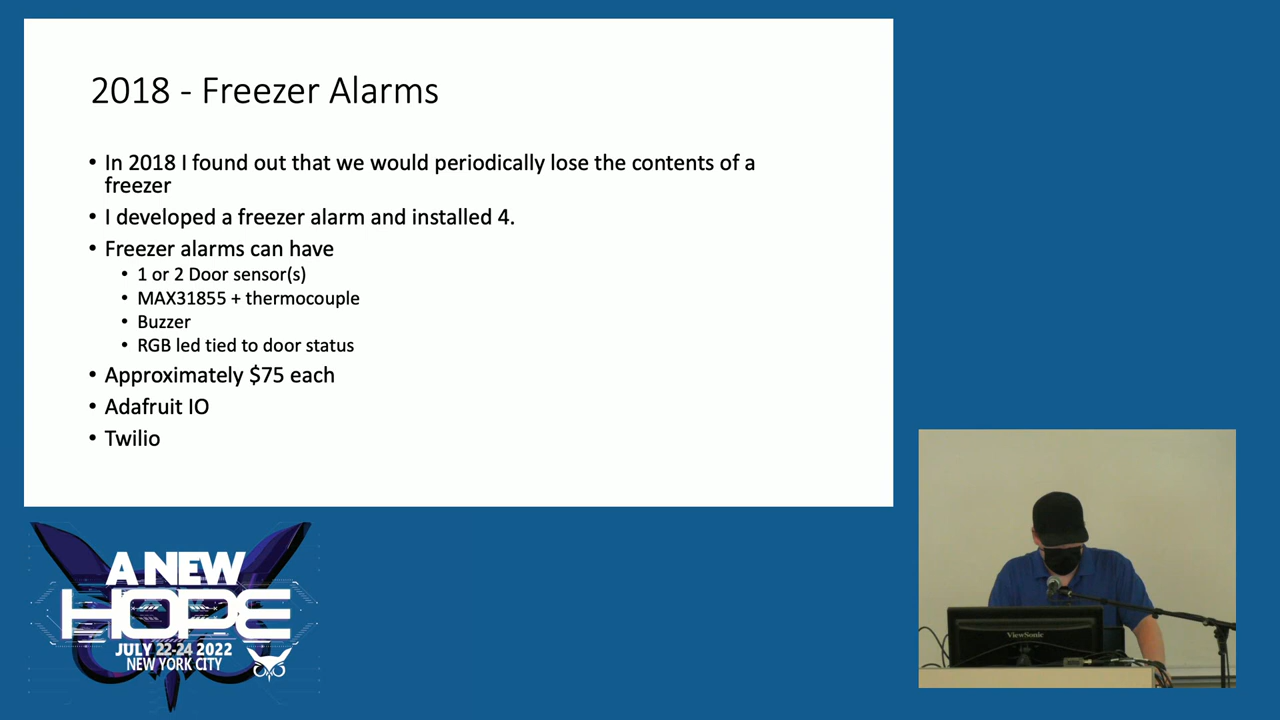 2018 - Freezer Alarms
• In 2018 I found out that we would periodically lose the contents of a
freezer
• I developed a freezer alarm and installed 4.
• Freezer alarms can have
• 1 or 2 Door sensor(s)
• MAX31855 + thermocouple
• Buzzer
• RGB led tied to door status
• Approximately $75 each
• Adafruit IO
• Twilio
A NEW
HOPE
JULY 22-24 2022
NEW YORK CITY
ViewSonic